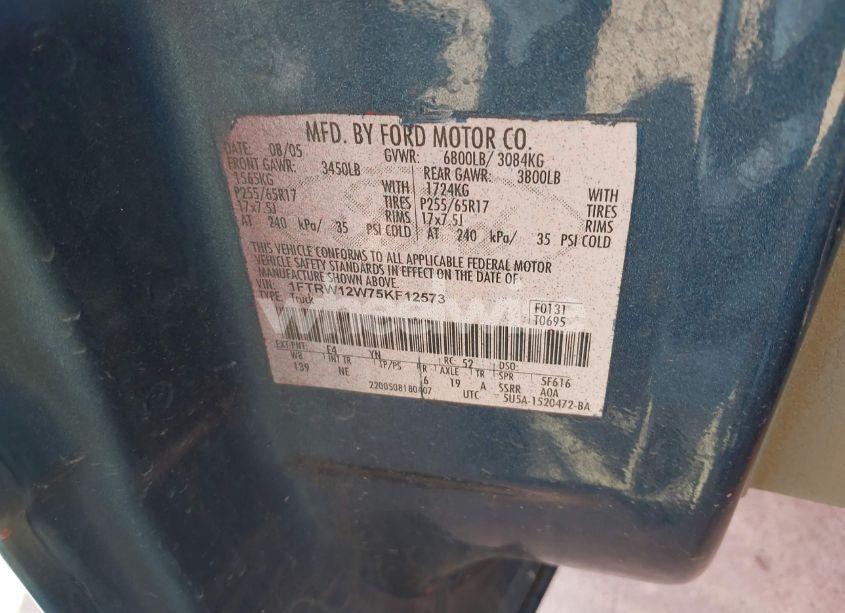 MFD. BY FORD MOTOR CO.
DATE: 08/05 GVWR: 6800LB/ 3084KG
FRONT GAWR: 3450LB REAR GAWR: 3800LB
1565KG WITH 1724KG WITH
P255/65R17 TIRES P255/65R17 TIRES
17x7.5J RIMS 17x7.5J RIMS
AT 240 kPa/ 35 PSI COLD AT 240 kPa/ 35 PSI COLD
THIS VEHICLE CONFORMS TO ALL APPLICABLE FEDERAL MOTOR
VEHICLE SAFETY STANDARDS IN EFFECT ON THE DATE OF
MANUFACTURE SHOWN ABOVE.
VIN: 1FTRW12W75KF12573 F0131
TYPE: Truck T0695
EXT PNT: E4 YN RC: 52 DSO:
WB INT TR TP/PS R AXLE TR SPR SF616
139 NE 6 19 A SSRR A0A
2200508180407 UTC 5U5A-1520472-BA